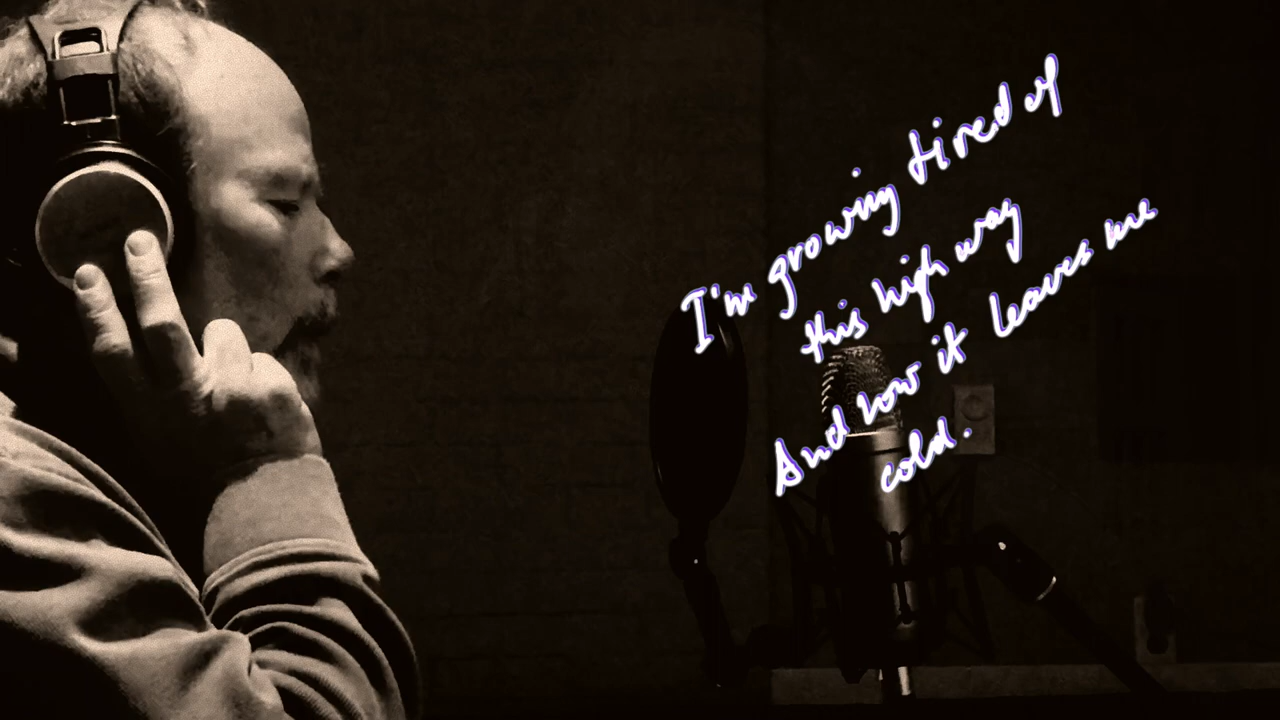 I'm growing tired of
this high way
And now it leaves me
cold.